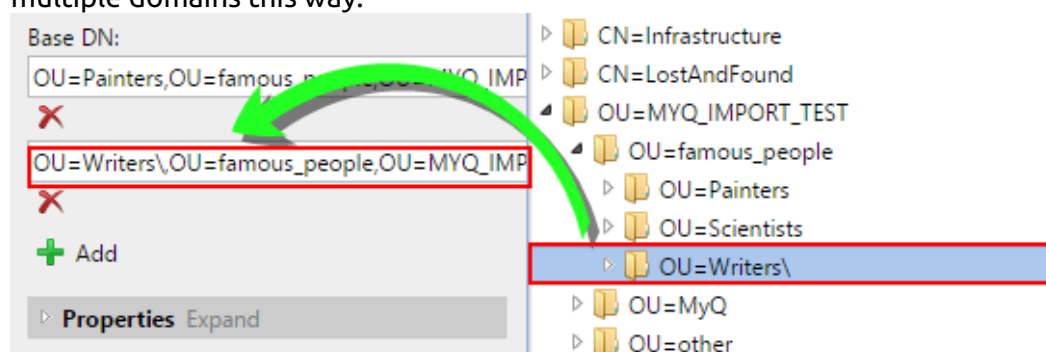 multiple domains this way.
Base DN:
OU=Painters,OU=famous_people,OU=MYQ_IMP
OU=Writers\,OU=famous_people,OU=MYQ_IMP
Add
Properties Expand
CN=Infrastructure
CN=LostAndFound
OU=MYQ_IMPORT_TEST
OU=famous_people
OU=Painters
OU=Scientists
OU=Writers\
OU=MyQ
OU=other